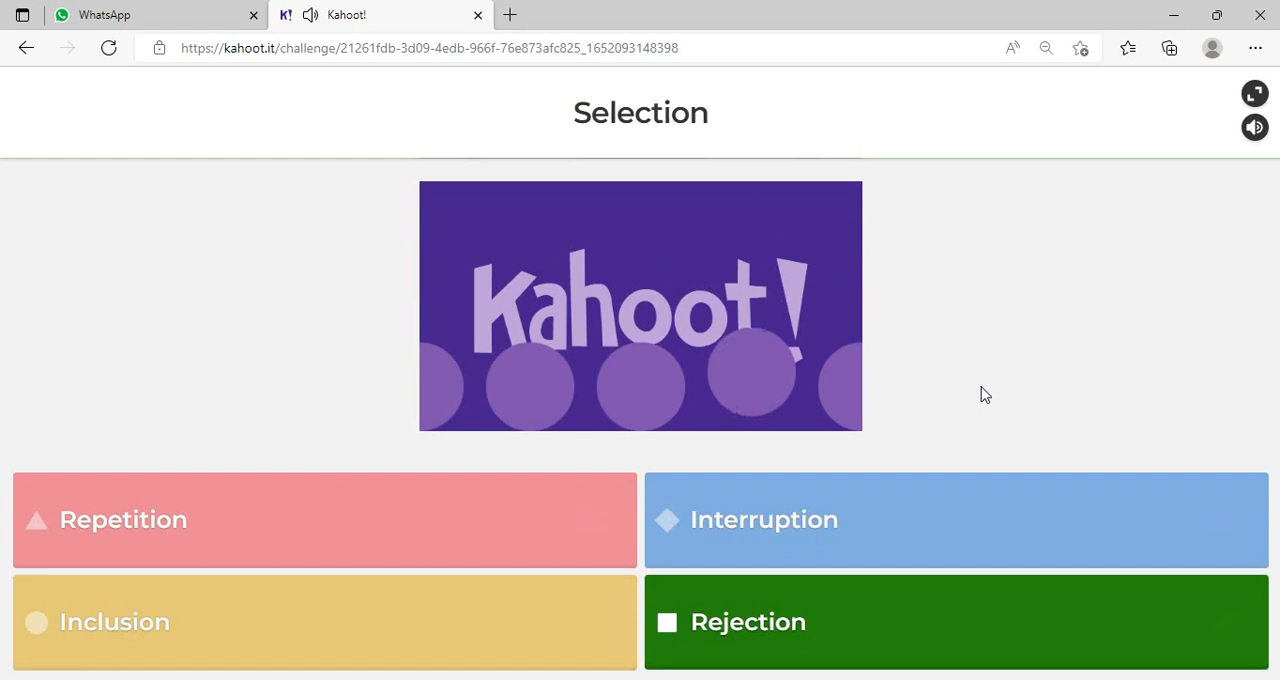 WhatsApp
K! Kahoot!
https://kahoot.it/challenge/21261fdb-3d09-4edb-966f-76e873afc825_1652093148398
Selection
Kahoot!
Repetition
Interruption
Inclusion
Rejection